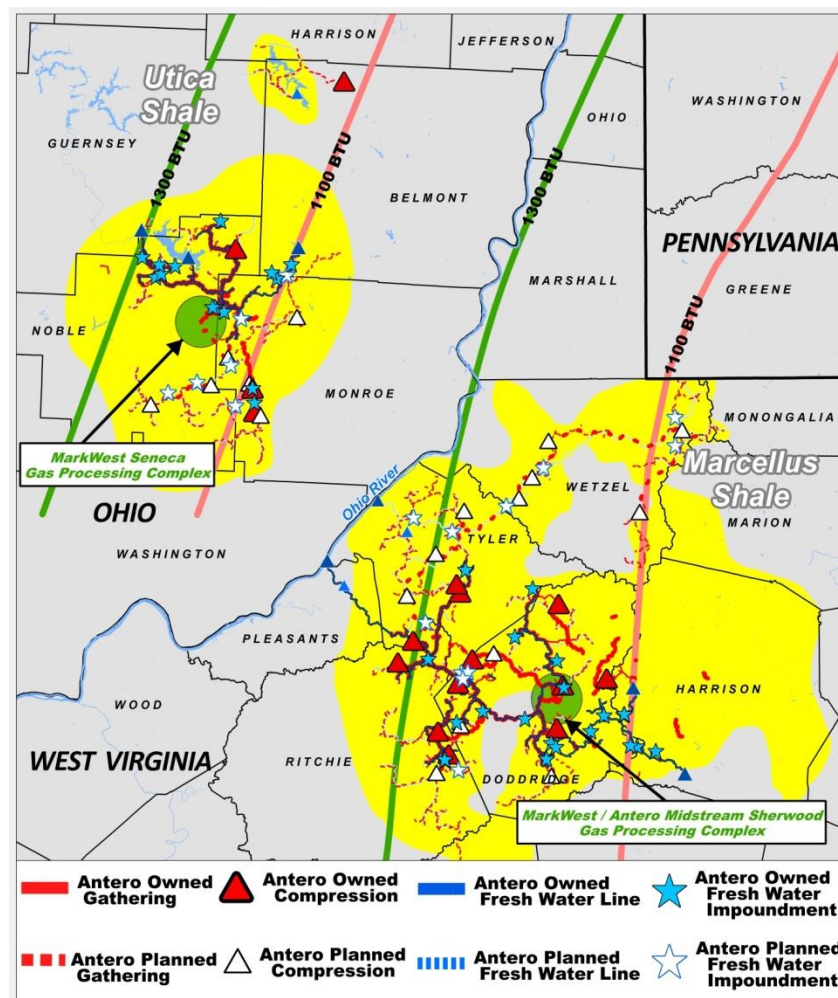 HARRISON
JEFFERSON
Utica
Shale
OHIO
WASHINGTON
GUERNSEY
1300 BTU
1100 BTU
1300 BTU
BELMONT
PENNSYLVANIA
MARSHALL
GREENE
NOBLE
1100 BTU
MONROE
MONONGALIA
MarkWest Seneca
Gas Processing Complex
Marcellus
Shale
WETZEL
OHIO
Ohio River
MARION
WASHINGTON
TYLER
PLEASANTS
HARRISON
WOOD
WEST VIRGINIA
RITCHIE
DODDRIDGE
MarkWest / Antero Midstream Sherwood
Gas Processing Complex
Antero Owned
Gathering
Antero Owned
Compression
Antero Owned
Fresh Water Line
Antero Owned
Fresh Water
Impoundment
Antero Planned
Gathering
Antero Planned
Compression
Antero Planned
Fresh Water Line
Antero Planned
Fresh Water
Impoundment